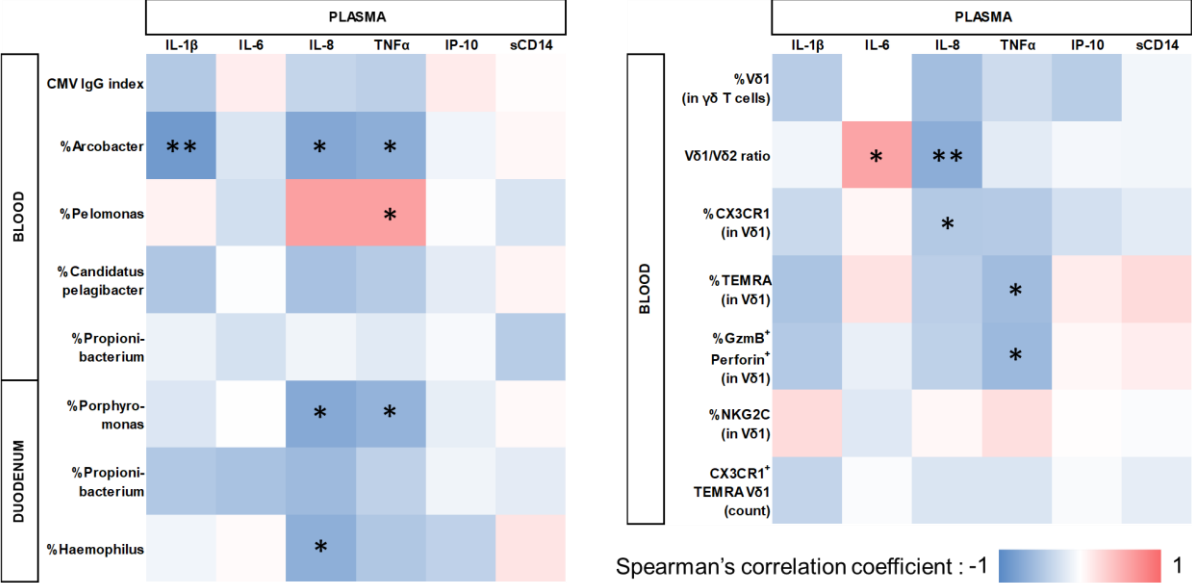 PLASMA
IL-1β IL-6 IL-8 TNFα IP-10 sCD14
BLOOD
CMV IgG index
%Arcobacter
** * *
%Pelomonas
*
%Candidatus
pelagibacter
%Propioni-
bacterium
DUODENUM
%Porphyro-
monas
* *
%Propioni-
bacterium
%Haemophilus
*
PLASMA
IL-1β IL-6 IL-8 TNFα IP-10 sCD14
BLOOD
%Vδ1
(in γδ T cells)
Vδ1/Vδ2 ratio
* **
%CX3CR1
(in Vδ1)
*
%TEMRA
(in Vδ1)
*
%GzmB+
Perforin+
(in Vδ1)
*
%NKG2C
(in Vδ1)
CX3CR1+
TEMRA Vδ1
(count)
Spearman’s correlation coefficient : -1 1